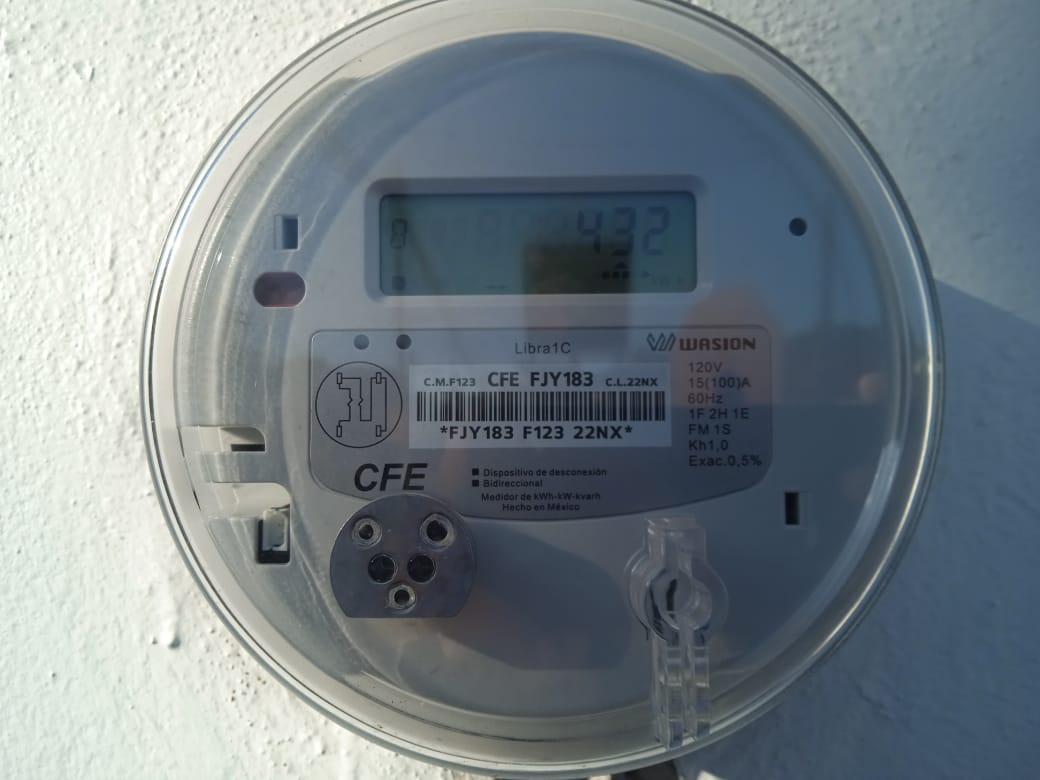 432
Libra1C
WASION
C.M.F123 CFE FJY183 C.L.22NX
*FJY183 F123 22NX*
120V
15(100)A
60Hz
1F 2H 1E
FM 1S
Kh1,0
Exac.0,5%
CFE
Dispositivo de desconexión
Bidireccional
Medidor de kWh-kW-kvarh
Hecho en México